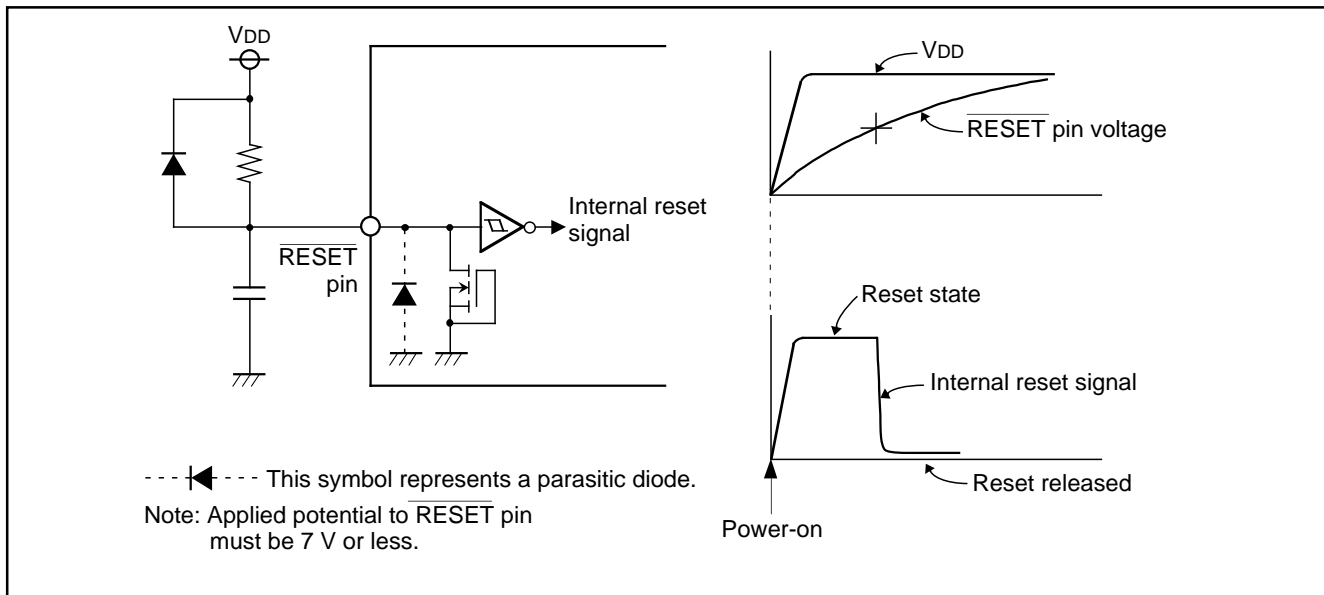 VDD
RESET
pin
Internal reset
signal
This symbol represents a parasitic diode.
Note: Applied potential to RESET pin
must be 7 V or less.
VDD
RESET pin voltage
Reset state
Internal reset signal
Reset released
Power-on